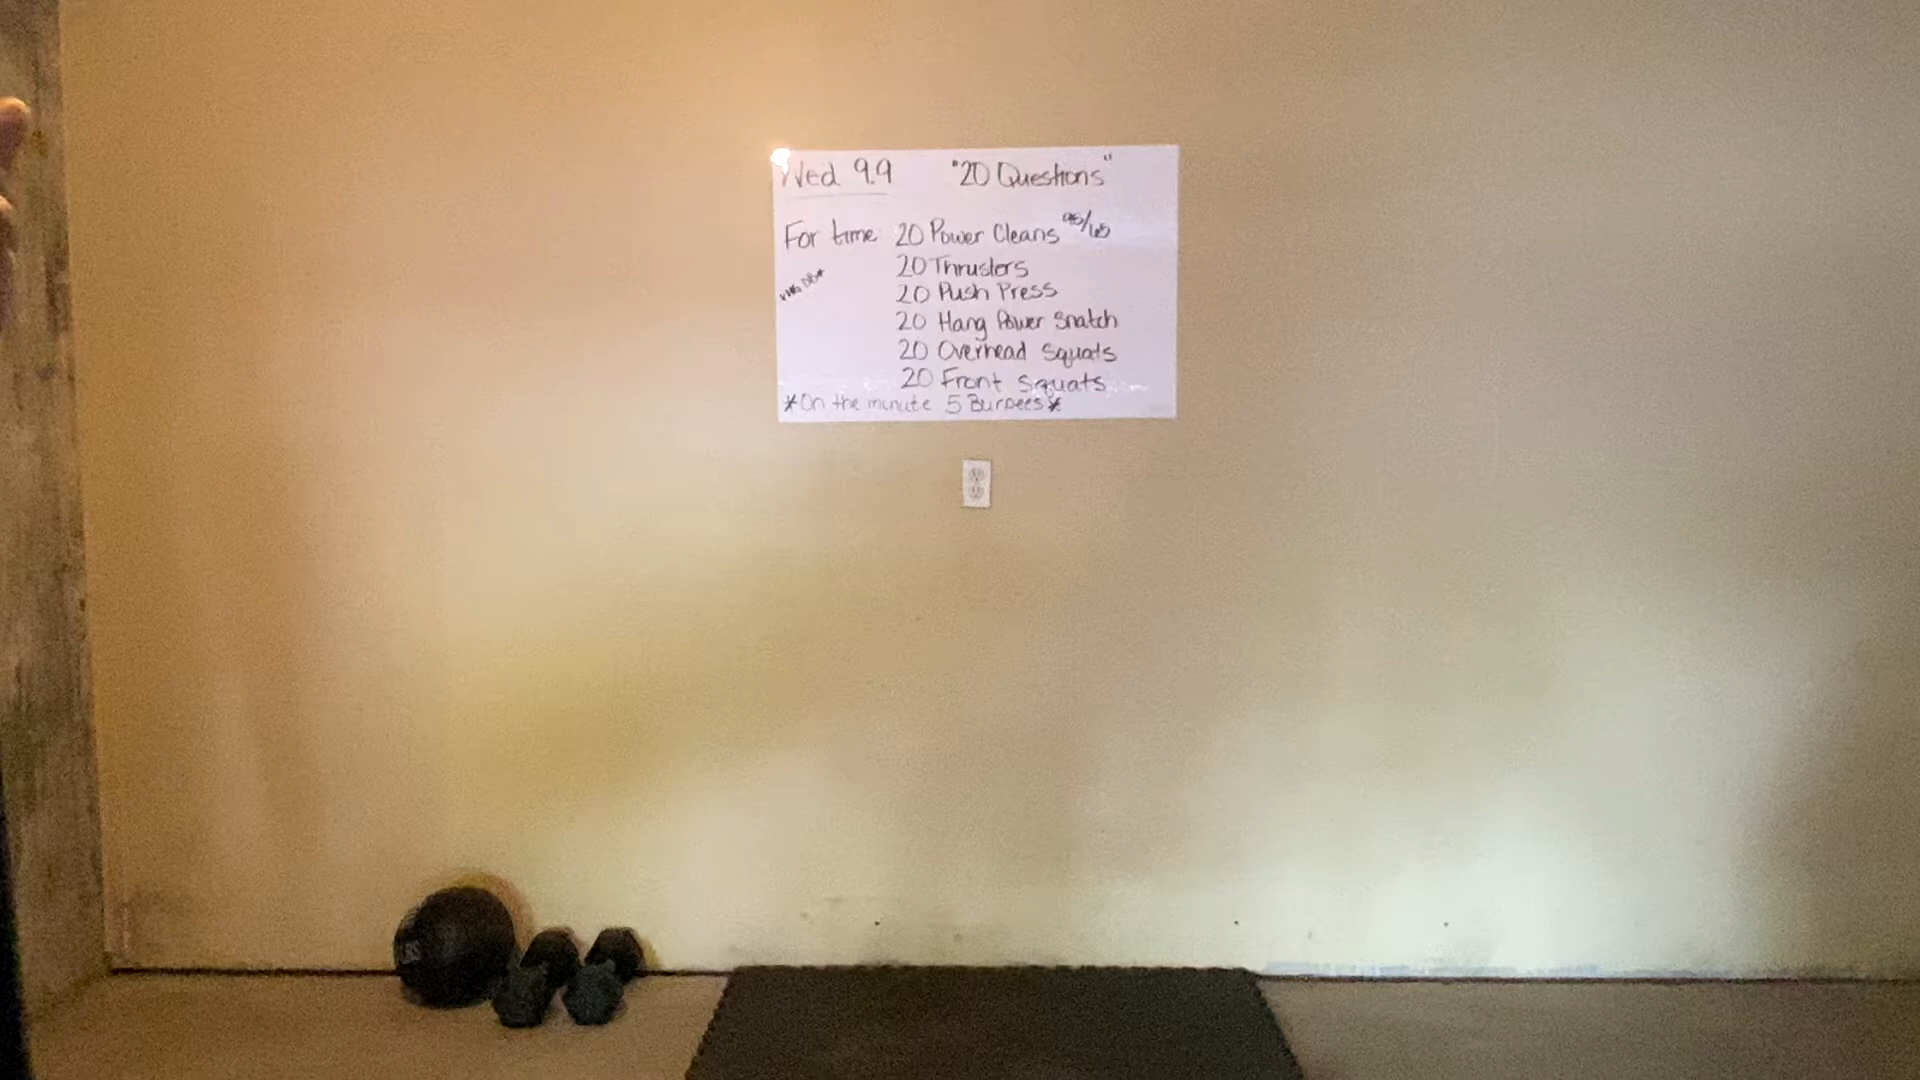 Wed 9.9 "20 Questions"
For time 20 Power Cleans 95/65
20 Thrusters
20 Push Press
20 Hang Power Snatch
20 Overhead Squats
20 Front Squats
*On the minute 5 Burpees*